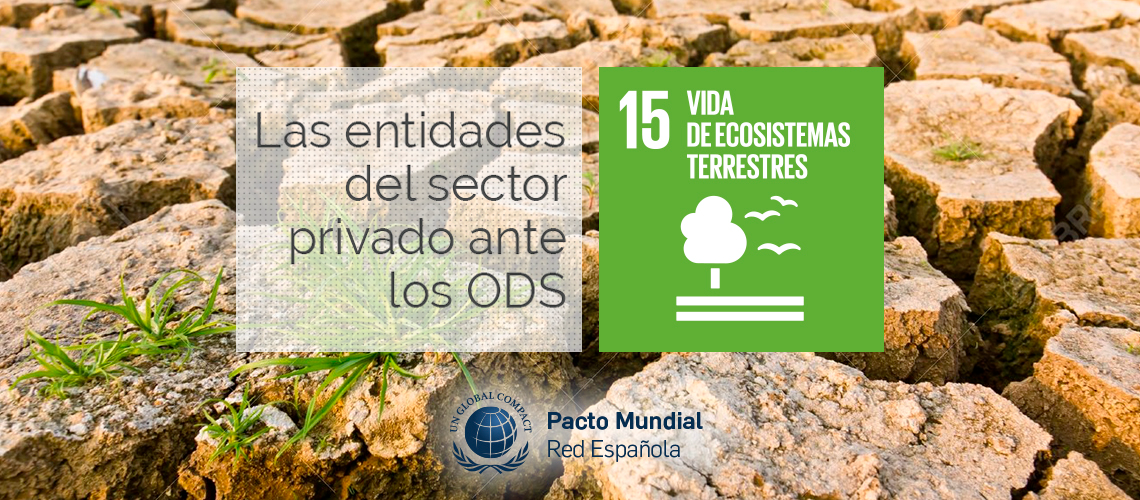 Las entidades
del sector
privado ante
los ODS
15
VIDA
DE ECOSISTEMAS
TERRESTRES
UN GLOBAL COMPACT
Pacto Mundial
Red Española